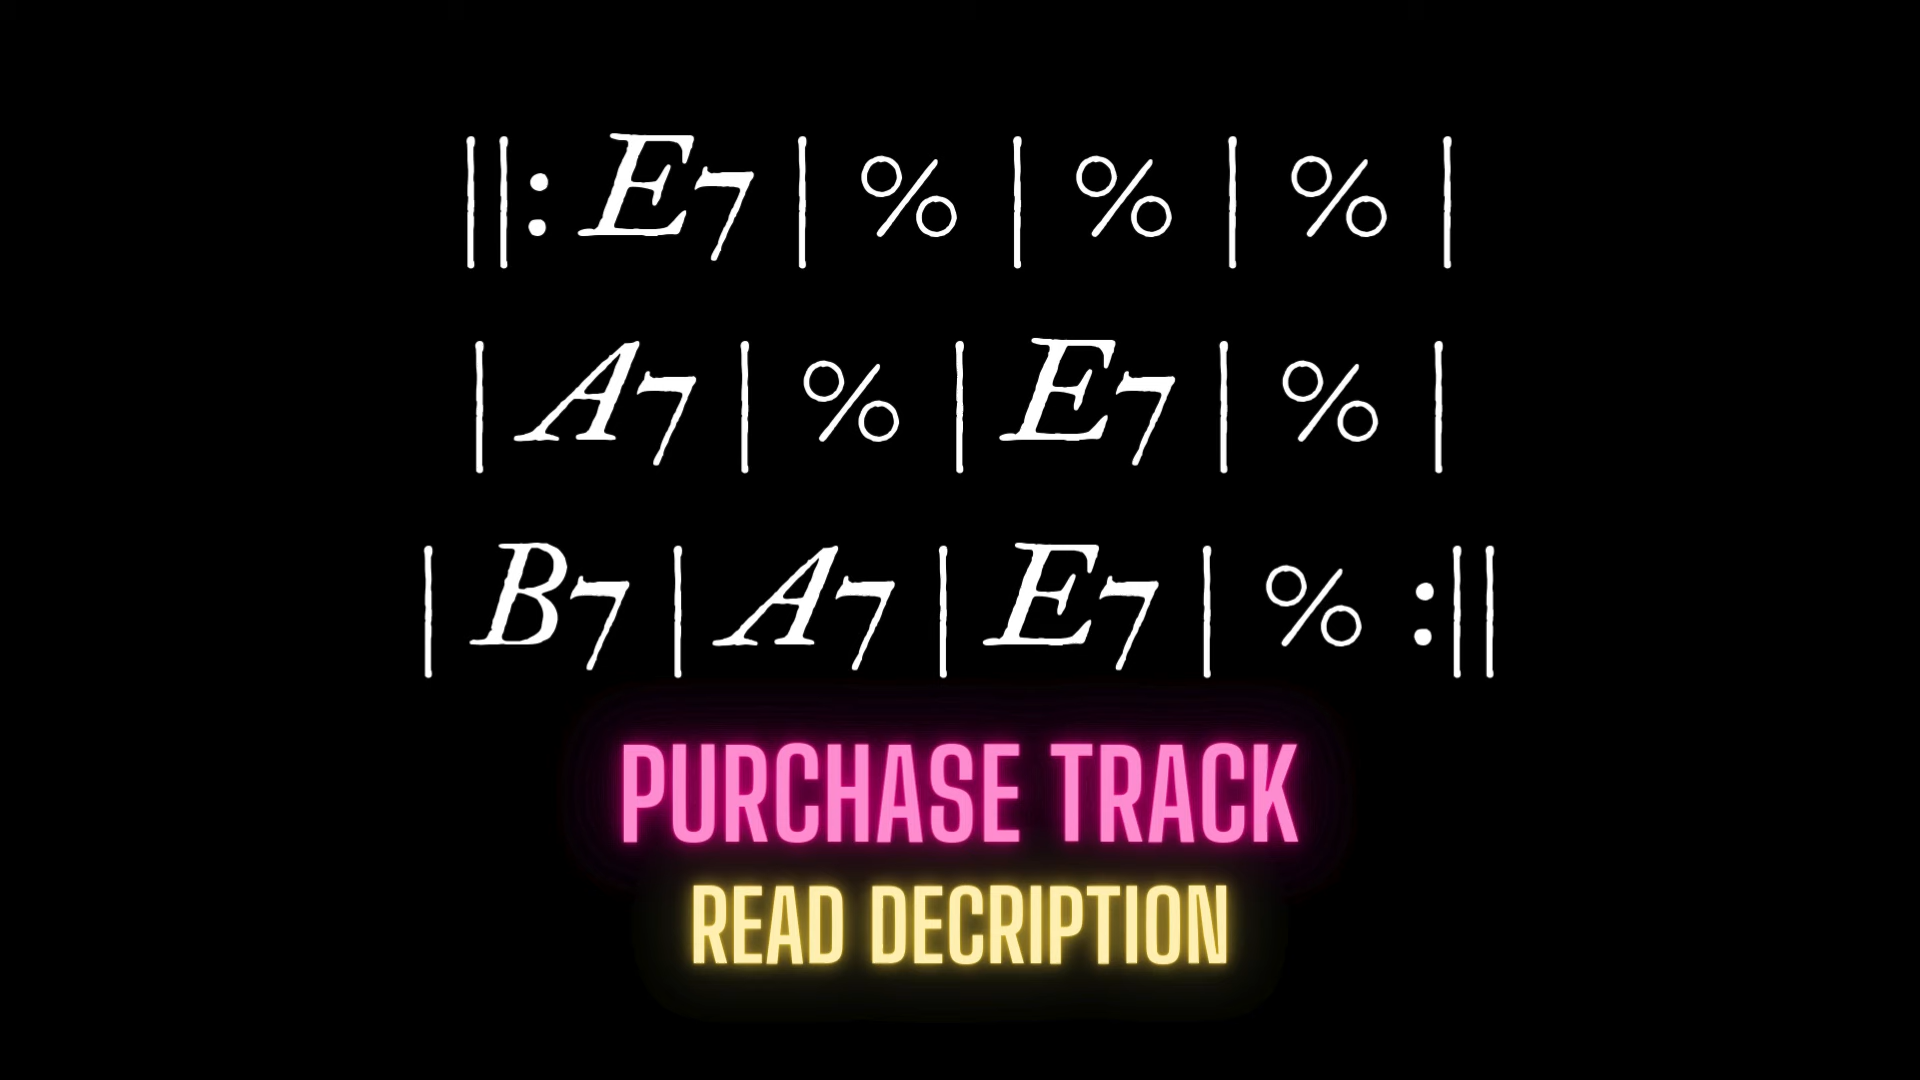 ||: E7 | % | % | % |
| A7 | % | E7 | % |
| B7 | A7 | E7 | % :||
PURCHASE TRACK
READ DECRIPTION